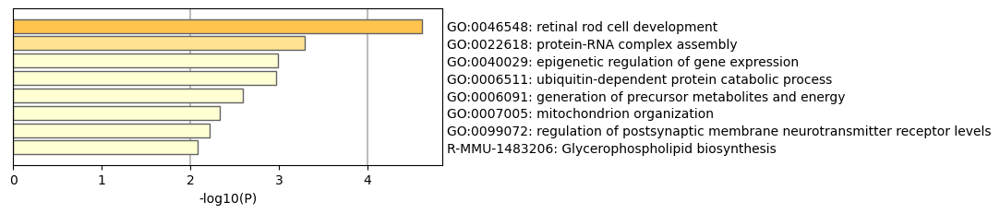 GO:0046548: retinal rod cell development
GO:0022618: protein-RNA complex assembly
GO:0040029: epigenetic regulation of gene expression
GO:0006511: ubiquitin-dependent protein catabolic process
GO:0006091: generation of precursor metabolites and energy
GO:0007005: mitochondrion organization
GO:0099072: regulation of postsynaptic membrane neurotransmitter receptor levels
R-MMU-1483206: Glycerophospholipid biosynthesis
0 1 2 3 4
-log10(P)